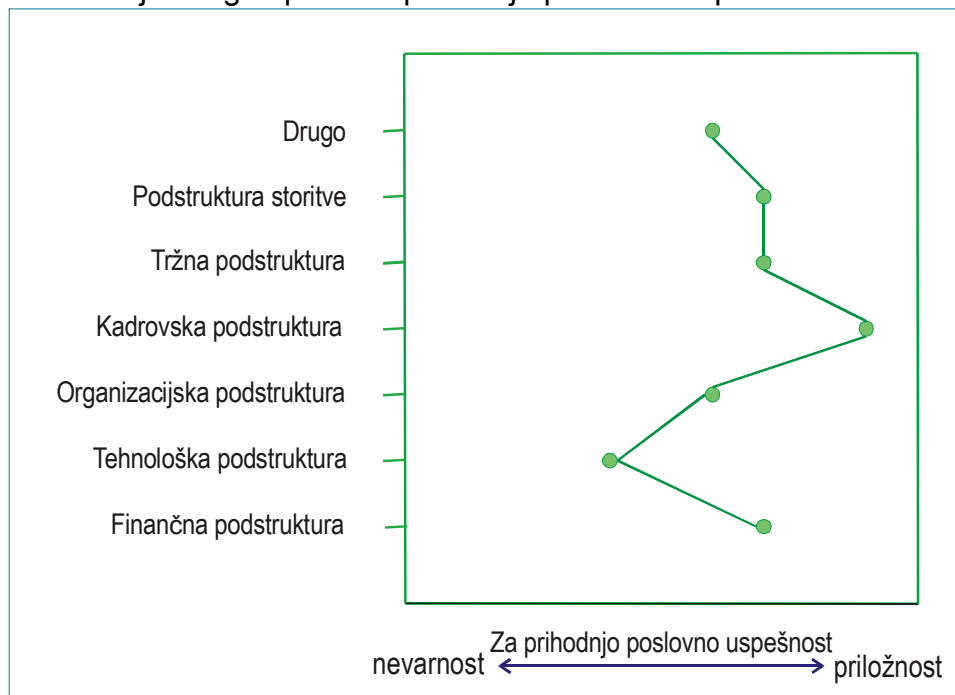 Drugo
Podstruktura storitve
Tržna podstruktura
Kadrovska podstruktura
Organizacijska podstruktura
Tehnološka podstruktura
Finančna podstruktura
Za prihodnjo poslovno uspešnost
nevarnost priložnost